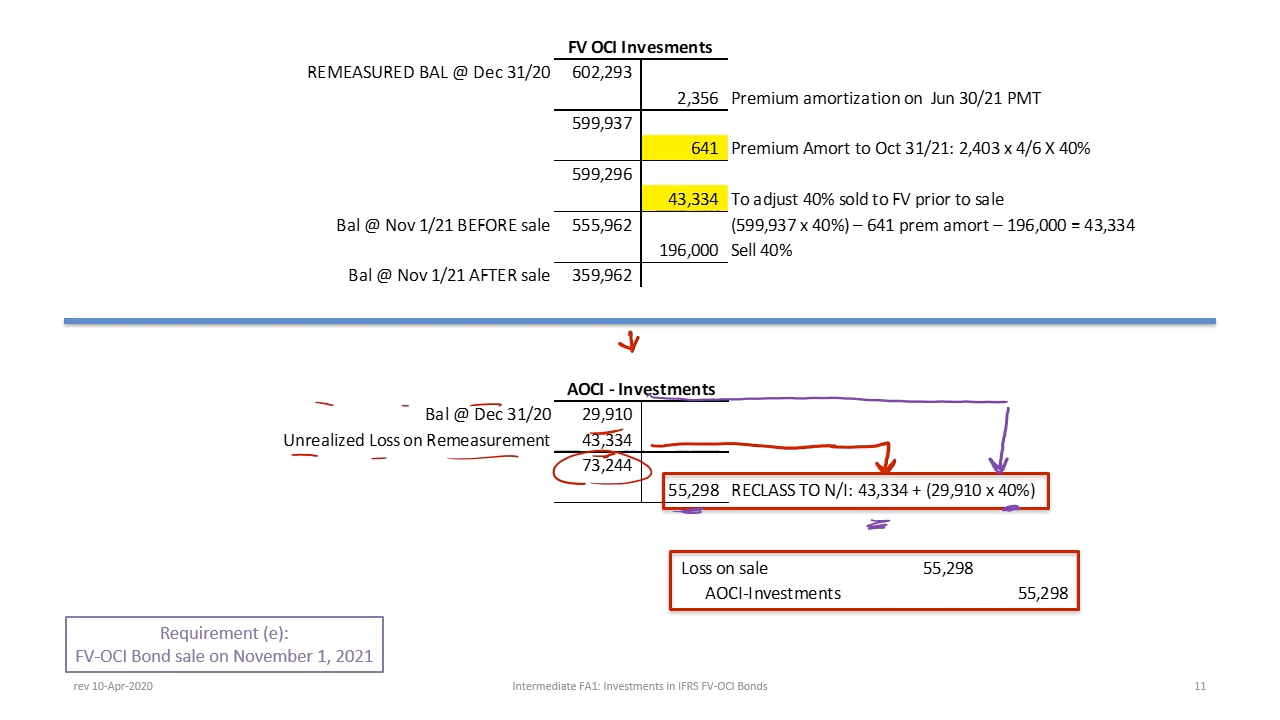 FV OCI Invesments
REMEASURED BAL @ Dec 31/20 602,293
2,356 Premium amortization on Jun 30/21 PMT
599,937
641 Premium Amort to Oct 31/21: 2,403 x 4/6 X 40%
599,296
43,334 To adjust 40% sold to FV prior to sale
Bal @ Nov 1/21 BEFORE sale 555,962 (599,937 x 40%) – 641 prem amort – 196,000 = 43,334
196,000 Sell 40%
Bal @ Nov 1/21 AFTER sale 359,962
AOCI - Investments
Bal @ Dec 31/20 29,910
Unrealized Loss on Remeasurement 43,334
73,244
55,298 RECLASS TO N/I: 43,334 + (29,910 x 40%)
Loss on sale 55,298
AOCI-Investments 55,298
Requirement (e):
FV-OCI Bond sale on November 1, 2021
rev 10-Apr-2020 Intermediate FA1: Investments in IFRS FV-OCI Bonds 11